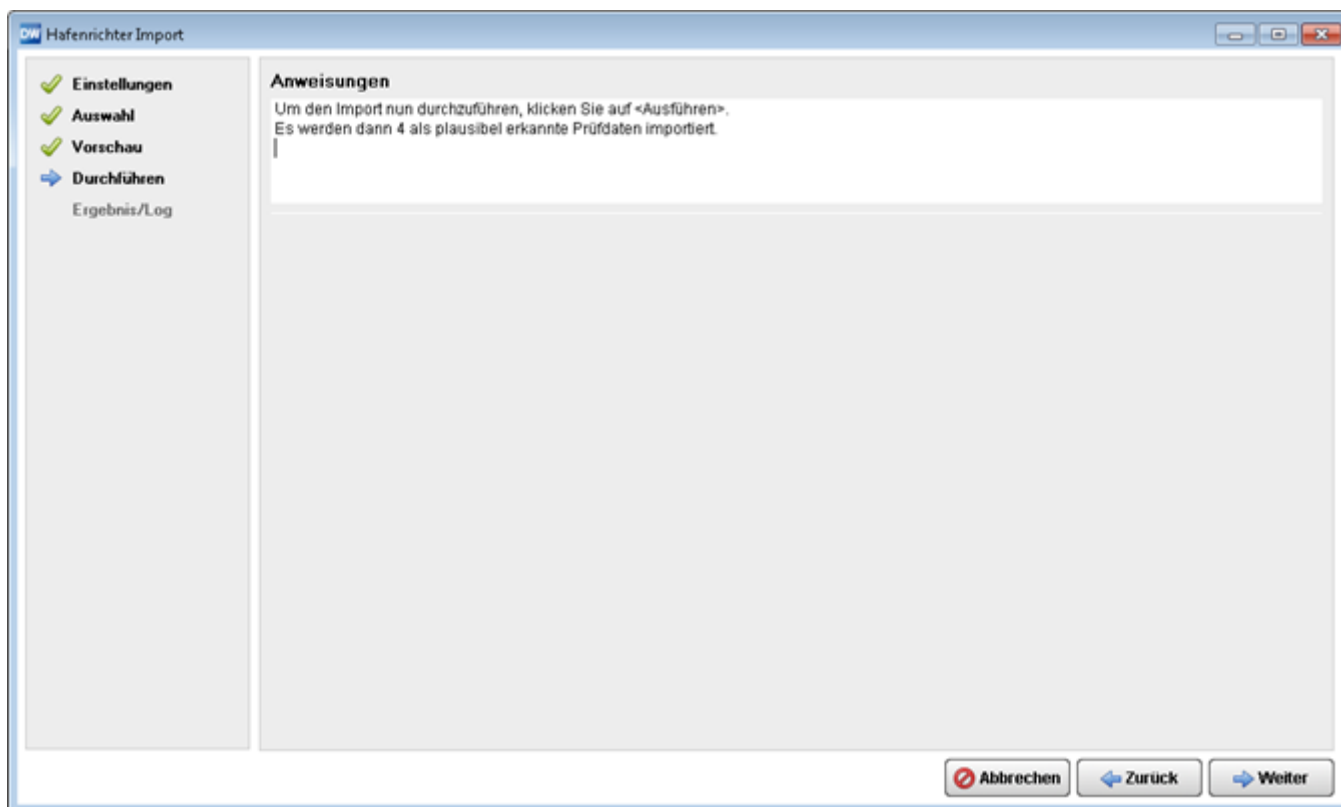 DW Hafenrichter Import
Einstellungen
Auswahl
Vorschau
Durchführen
Ergebnis/Log
Anweisungen
Um den Import nun durchzuführen, klicken Sie auf <Ausführen>.
Es werden dann 4 als plausibel erkannte Prüfdaten importiert.
Abbrechen
Zurück
Weiter